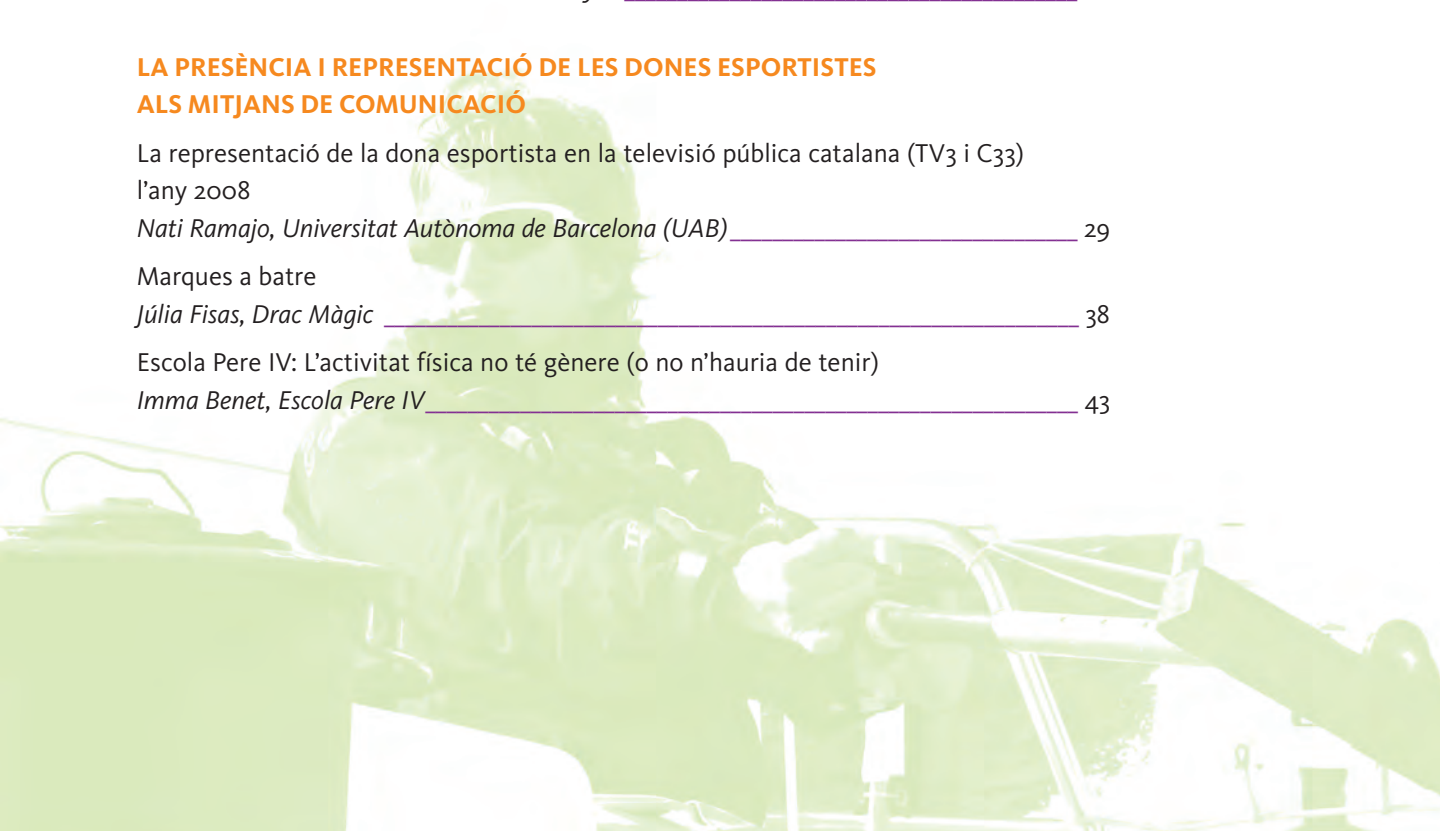 LA PRESÈNCIA I REPRESENTACIÓ DE LES DONES ESPORTISTES
ALS MITJANS DE COMUNICACIÓ
La representació de la dona esportista en la televisió pública catalana (TV3 i C33)
l’any 2008
Nati Ramajo, Universitat Autònoma de Barcelona (UAB) 29
Marques a batre
Júlia Fisas, Drac Màgic 38
Escola Pere IV: L’activitat física no té gènere (o no n’hauria de tenir)
Imma Benet, Escola Pere IV 43